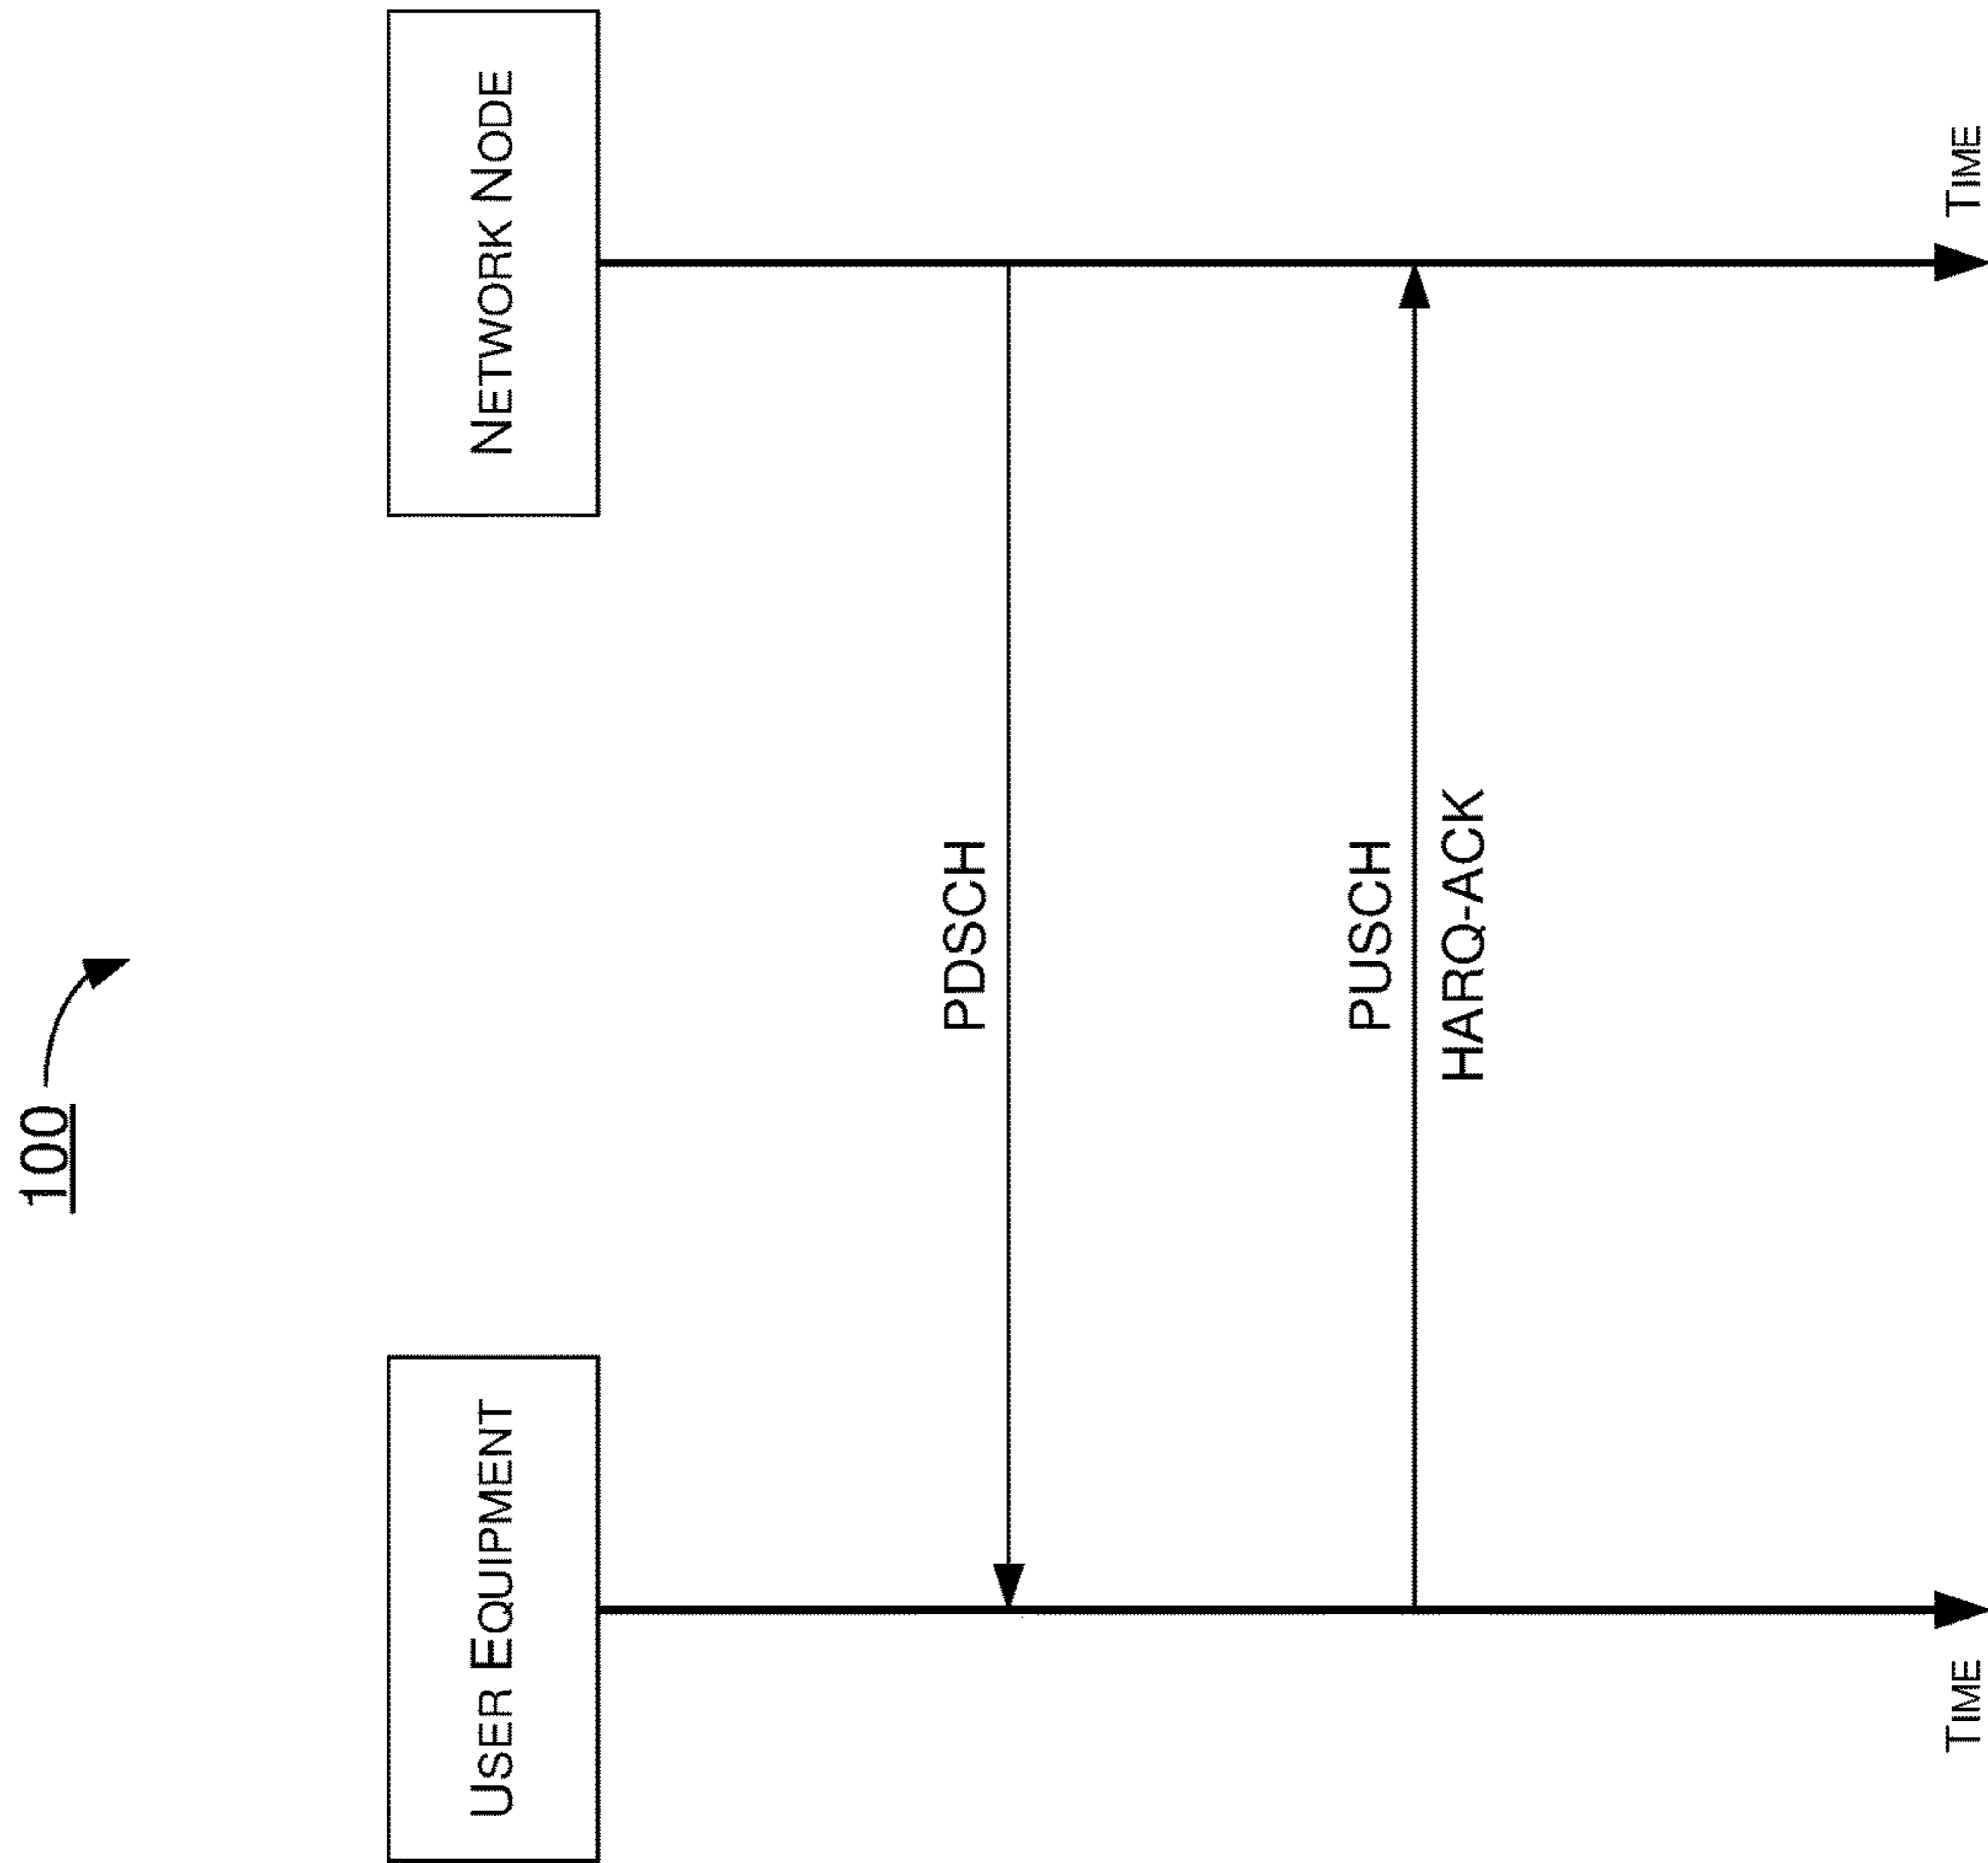 100
USER EQUIPMENT
NETWORK NODE
PDSCH
PUSCH
HARQ-ACK
TIME
TIME